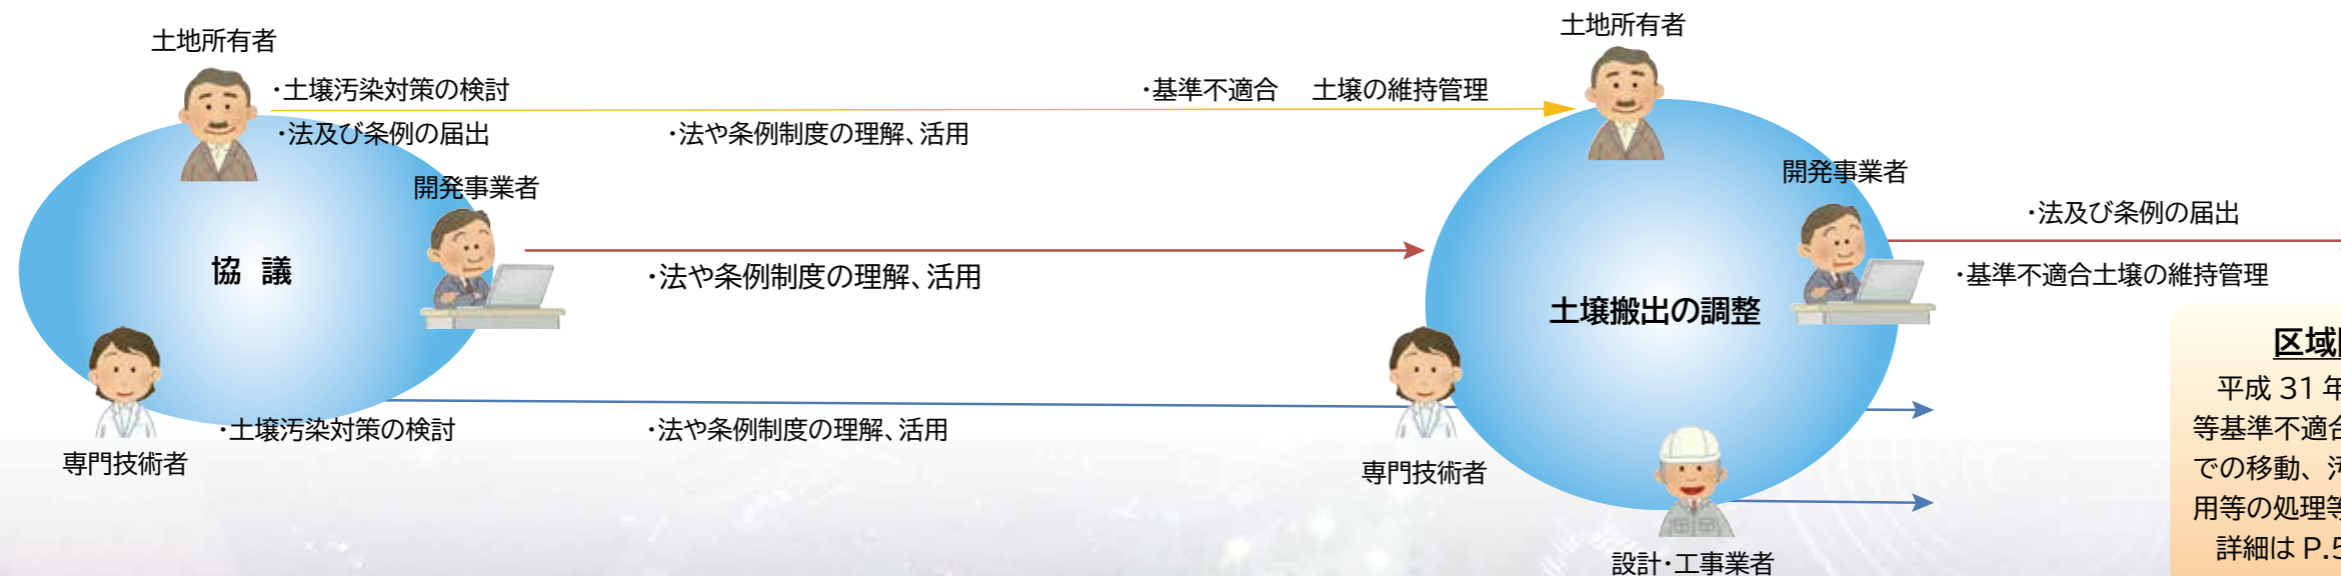 土地所有者
・土壌汚染対策の検討
・法及び条例の届出
・法や条例制度の理解、活用
・基準不適合 土壌の維持管理
開発事業者
協 議
・法や条例制度の理解、活用
専門技術者
・土壌汚染対策の検討
・法や条例制度の理解、活用
土地所有者
開発事業者
土壌搬出の調整
専門技術者
設計・工事業者
・法及び条例の届出
・基準不適合土壌の維持管理
区域
平成 31 年
等基準不適合
での移動、汚
用等の処理等
詳細は P.5